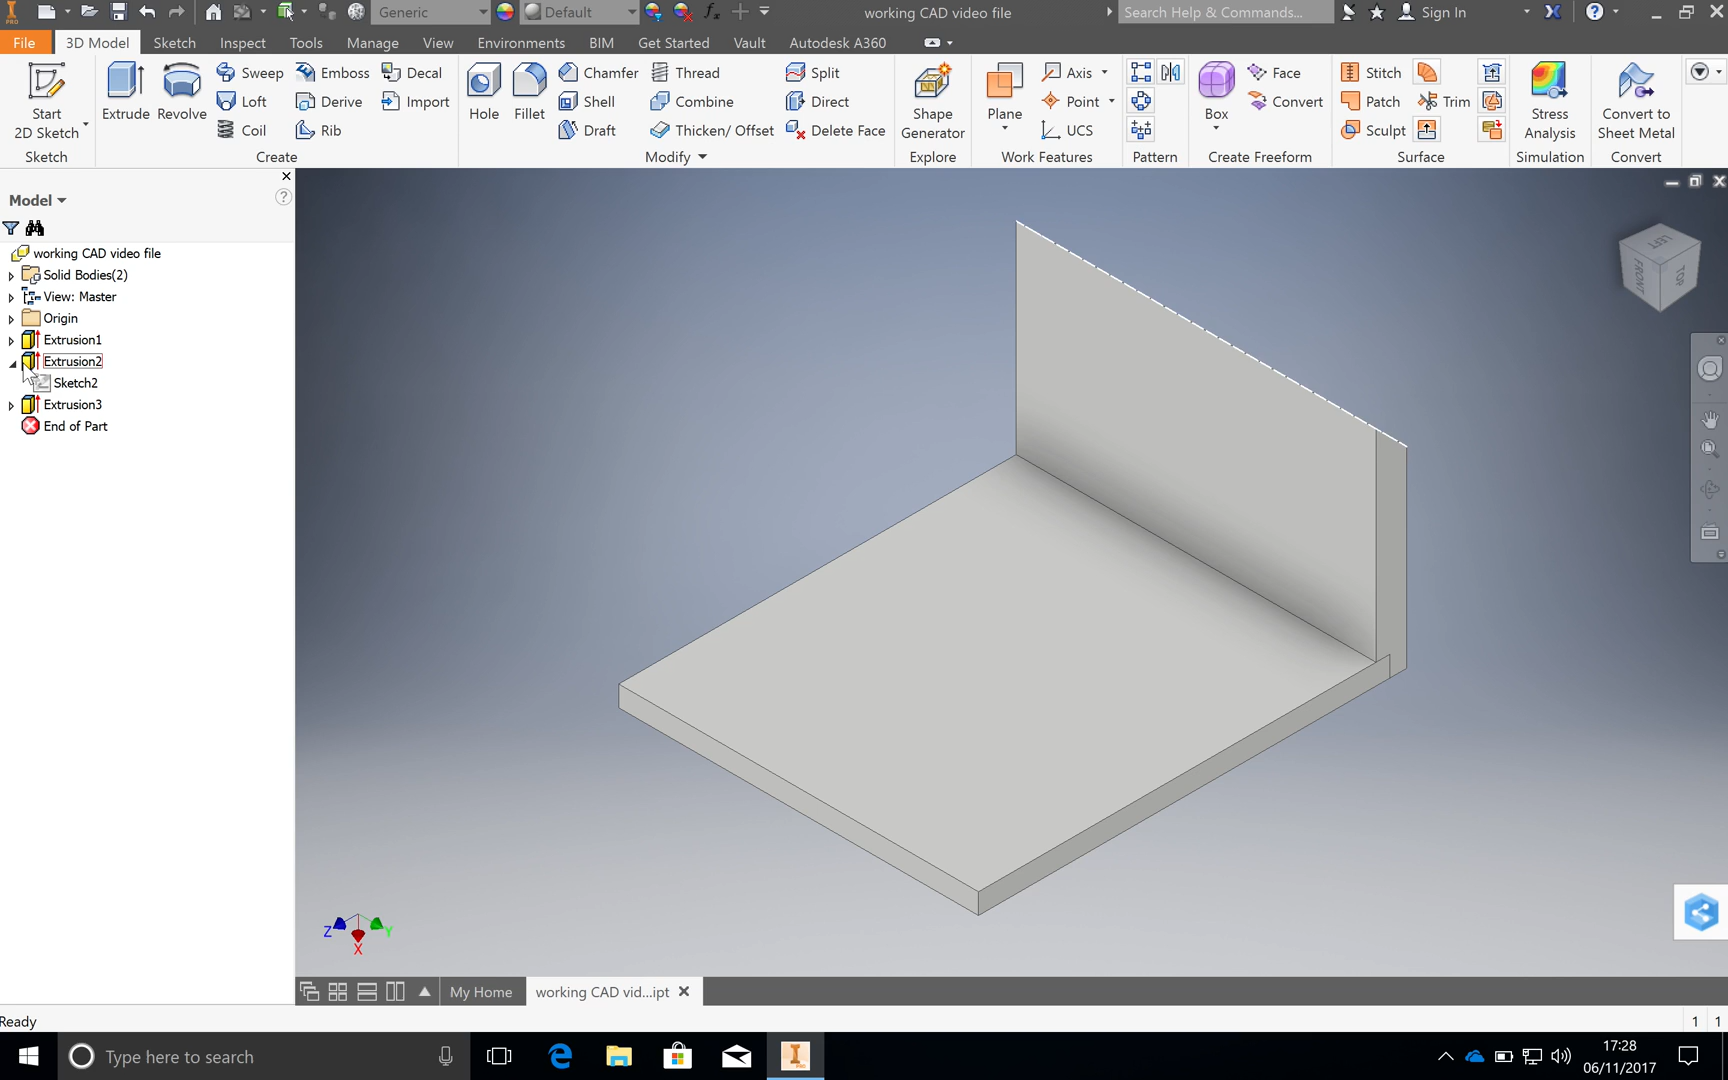 PRO
Generic
Default
working CAD video file
Search Help & Commands...
Sign In
File
3D Model
Sketch
Inspect
Tools
Manage
View
Environments
BIM
Get Started
Vault
Autodesk A360
Start
2D Sketch
Extrude
Revolve
Sweep
Loft
Coil
Emboss
Derive
Rib
Decal
Import
Hole
Fillet
Chamfer
Shell
Draft
Thread
Combine
Thicken/ Offset
Split
Direct
Delete Face
Shape
Generator
Plane
Axis
Point
UCS
Box
Face
Convert
Stitch
Patch
Sculpt
Trim
Stress
Analysis
Convert to
Sheet Metal
Sketch
Create
Modify
Explore
Work Features
Pattern
Create Freeform
Surface
Simulation
Convert
Model
working CAD video file
Solid Bodies(2)
View: Master
Origin
Extrusion1
Extrusion2
Sketch2
Extrusion3
End of Part
LEFT
FRONT
TOP
Z
Y
X
My Home
working CAD vid...ipt
Ready
1 1
Type here to search
17:28
06/11/2017